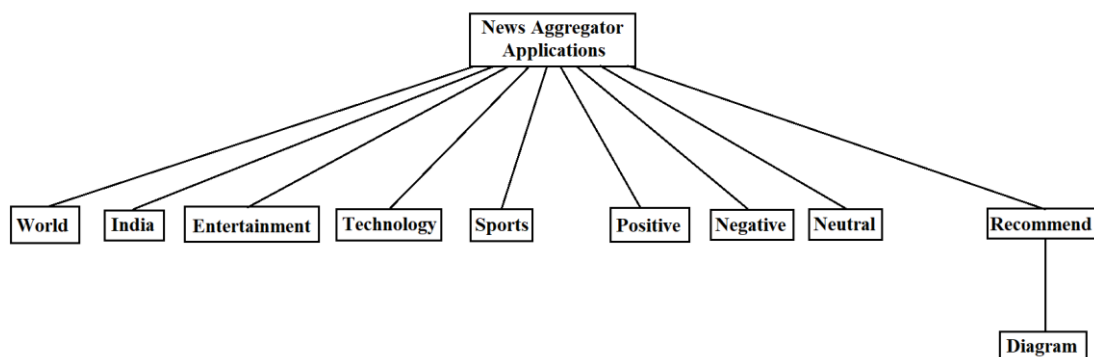 News Aggregator
Applications
World
India
Entertainment
Technology
Sports
Positive
Negative
Neutral
Recommend
Diagram